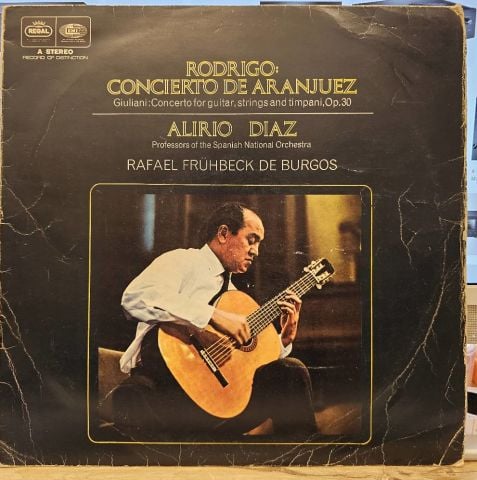 REGAL
EMI
A STEREO
RECORD OF DISTINCTION
RODRIGO:
CONCIERTO DE ARANJUEZ
Giuliani: Concerto for guitar, strings and timpani, Op.30
ALIRIO DIAZ
Professors of the Spanish National Orchestra
RAFAEL FRÜHBECK DE BURGOS